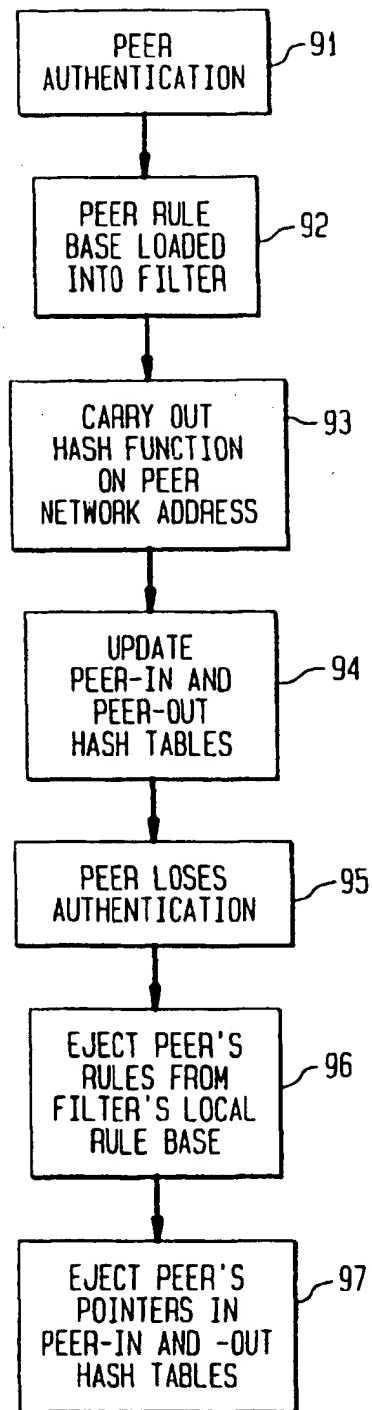 PEER
AUTHENTICATION
91
PEER RULE
BASE LOADED
INTO FILTER
92
CARRY OUT
HASH FUNCTION
ON PEER
NETWORK ADDRESS
93
UPDATE
PEER-IN AND
PEER-OUT
HASH TABLES
94
PEER LOSES
AUTHENTICATION
95
EJECT PEER'S
RULES FROM
FILTER'S LOCAL
RULE BASE
96
EJECT PEER'S
POINTERS IN
PEER-IN AND -OUT
HASH TABLES
97